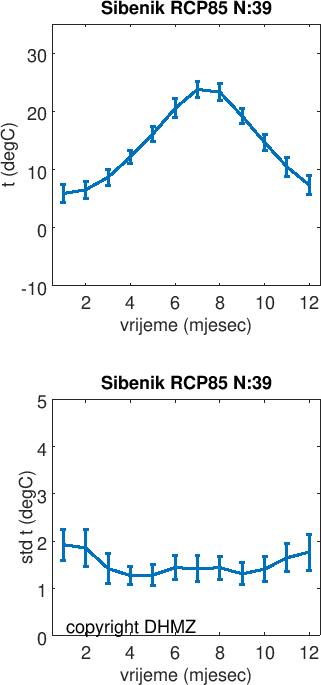 Sibenik RCP85 N:39
30
20
10
0
-10
t (degC)
2 4 6 8 10 12
vrijeme (mjesec)
Sibenik RCP85 N:39
5
4
3
2
1
0
std t (degC)
copyright DHMZ
2 4 6 8 10 12
vrijeme (mjesec)